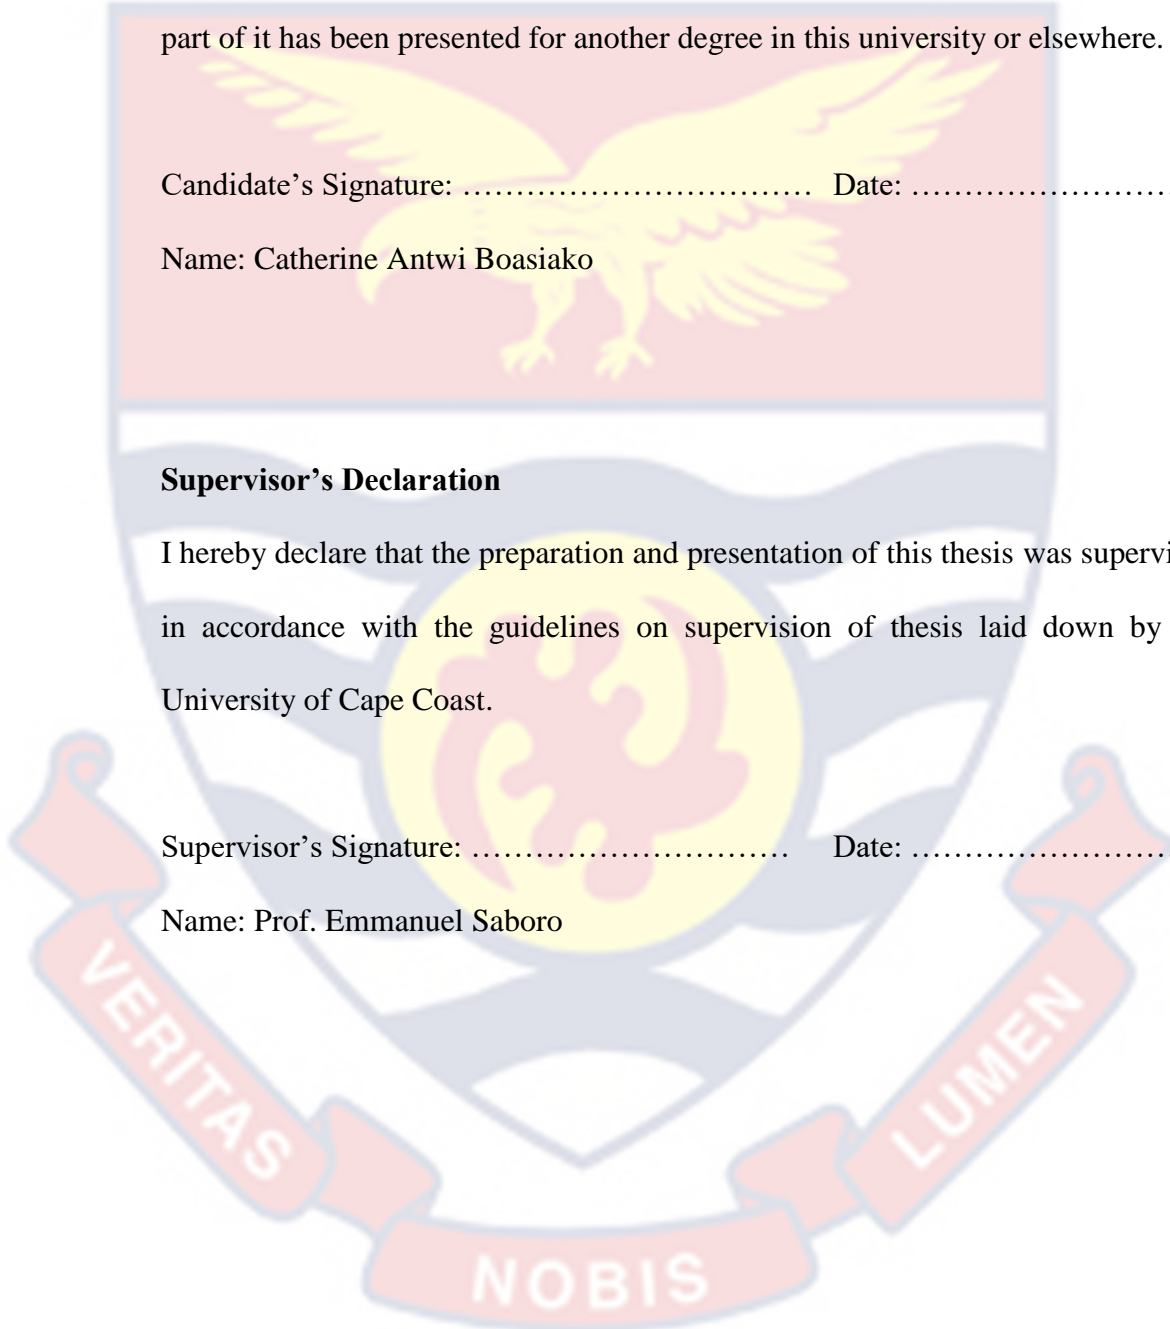 part of it has been presented for another degree in this university or elsewhere.
Candidate’s Signature: ………………………………… Date: ………………………
Name: Catherine Antwi Boasiako
Supervisor’s Declaration
I hereby declare that the preparation and presentation of this thesis was
in accordance with the guidelines on supervision of thesis laid down by
University of Cape Coast.
Supervisor’s Signature: ………………………… Date: ………………………
Name: Prof. Emmanuel Saboro
VERITAS
NOBIS
LUMEN